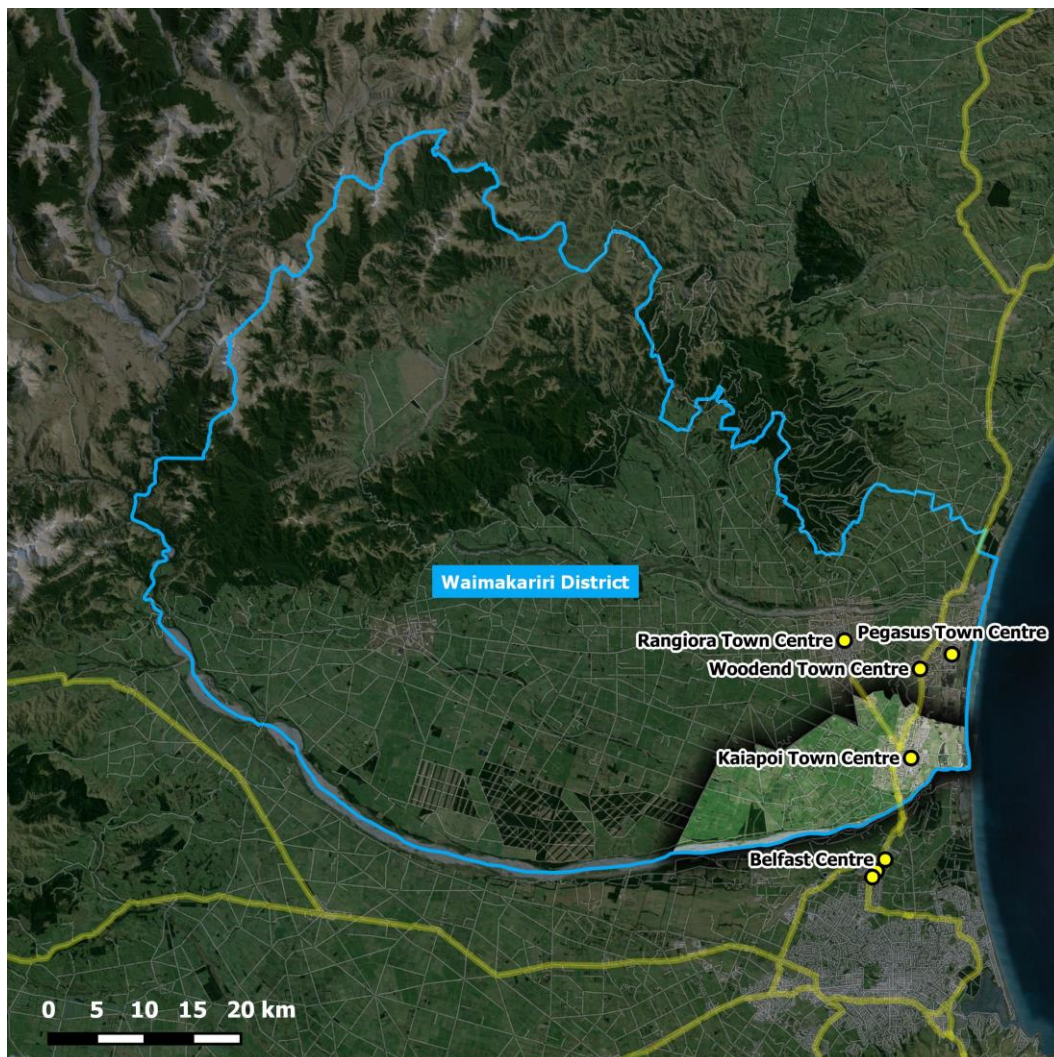 Waimakariri District
Pegasus Town Centre
Rangiora Town Centre
Woodend Town Centre
Kaiapoi Town Centre
Belfast Centre
0 5 10 15 20 km